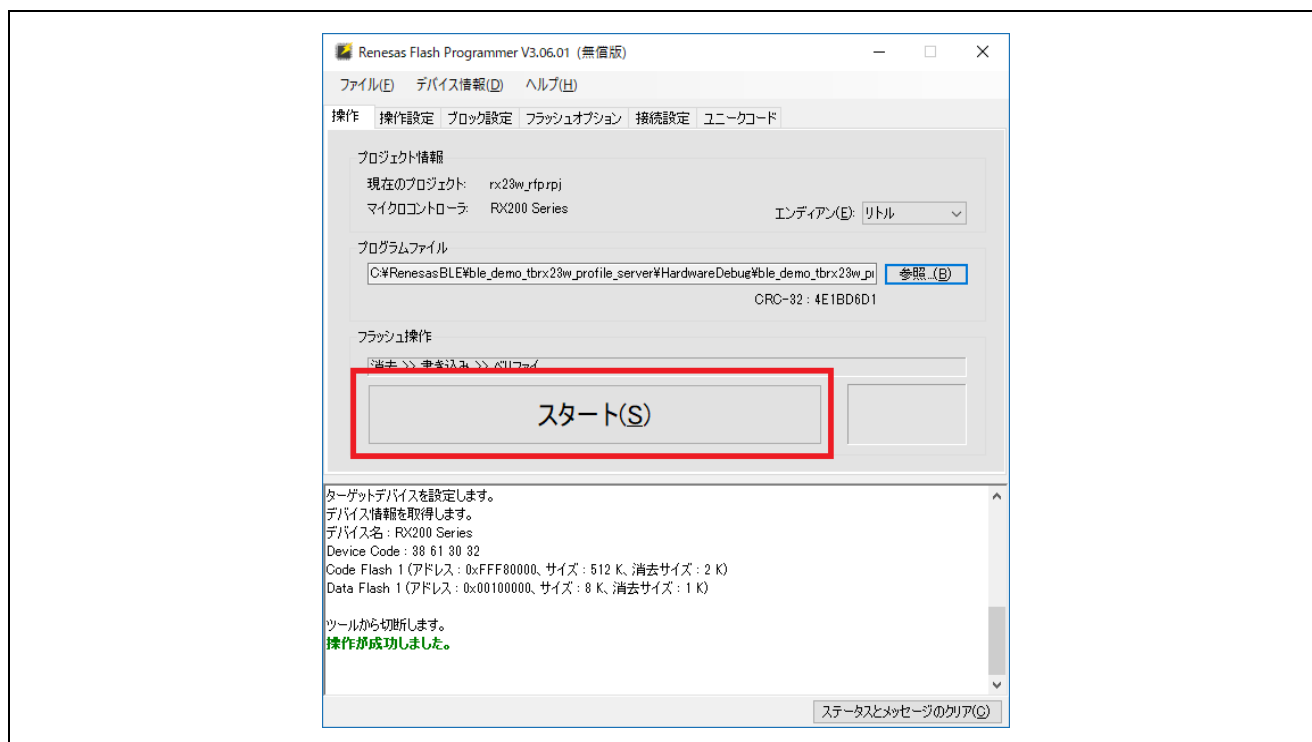 Renesas Flash Programmer V3.06.01 (無償版)
ファイル(F) デバイス情報(D) ヘルプ(H)
操作 操作設定 ブロック設定 フラッシュオプション 接続設定 ユニークコード
プロジェクト情報
現在のプロジェクト: rx23w_rfp.rpj
マイクロコントローラ: RX200 Series
エンディアン(E): リトル
プログラムファイル
C:¥RenesasBLE¥ble_demo_tbrx23w_profile_server¥HardwareDebug¥ble_demo_tbrx23w_pr 参照...(B)
CRC-32 : 4E1BD6D1
フラッシュ操作
消去 >> 書き込み >> ベリファイ
スタート(S)
ターゲットデバイスを設定します。
デバイス情報を取得します。
デバイス名 : RX200 Series
Device Code : 38 61 30 32
Code Flash 1 (アドレス : 0xFFF80000、サイズ : 512 K、消去サイズ : 2 K)
Data Flash 1 (アドレス : 0x00100000、サイズ : 8 K、消去サイズ : 1 K)
ツールから切断します。
操作が成功しました。
ステータスとメッセージのクリア(C)